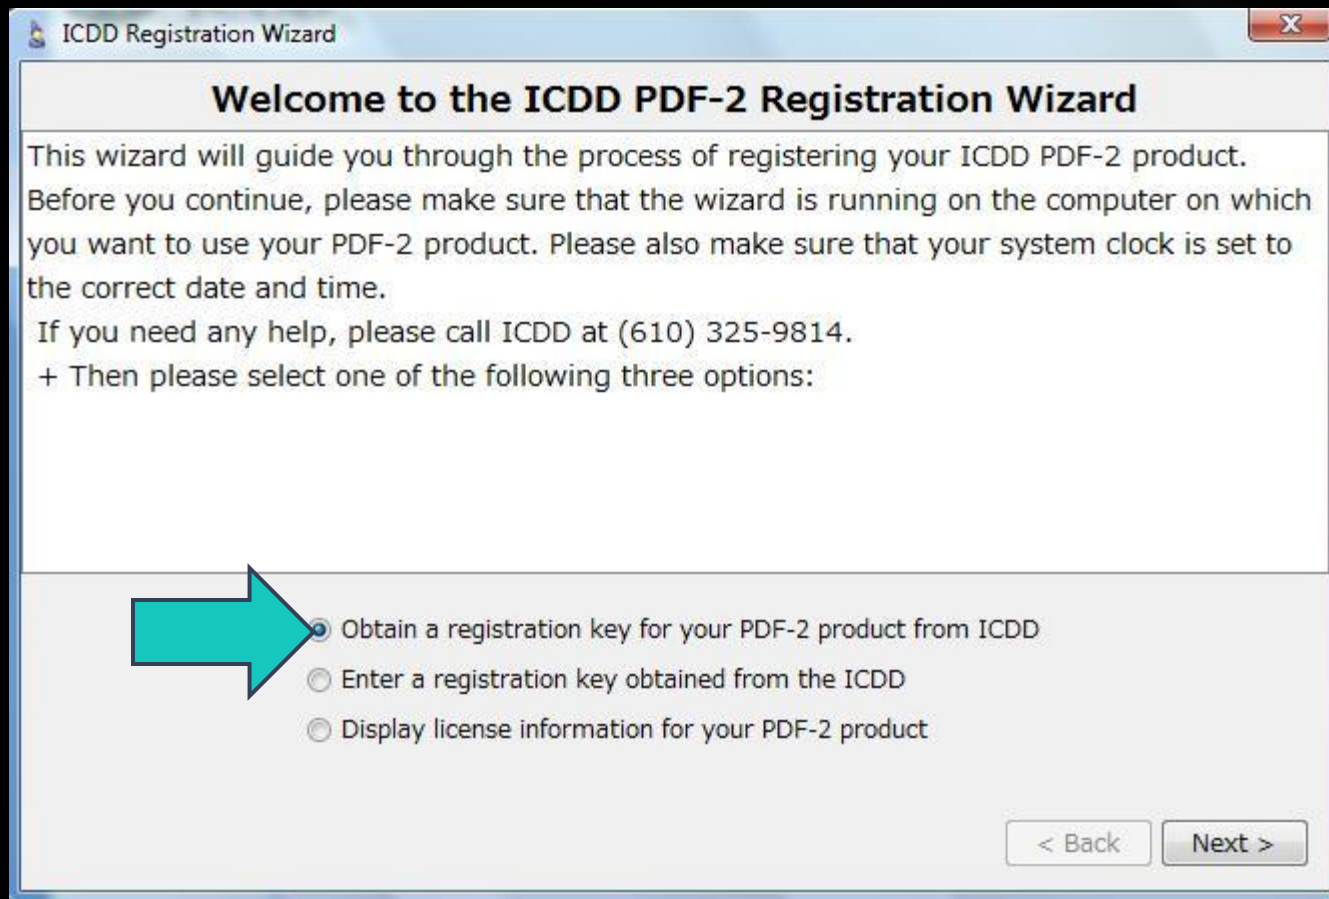 ICDD Registration Wizard
Welcome to the ICDD PDF-2 Registration Wizard
This wizard will guide you through the process of registering your ICDD PDF-2 product.
Before you continue, please make sure that the wizard is running on the computer on which
you want to use your PDF-2 product. Please also make sure that your system clock is set to
the correct date and time.
If you need any help, please call ICDD at (610) 325-9814.
+ Then please select one of the following three options:
Obtain a registration key for your PDF-2 product from ICDD
Enter a registration key obtained from the ICDD
Display license information for your PDF-2 product
< Back Next >